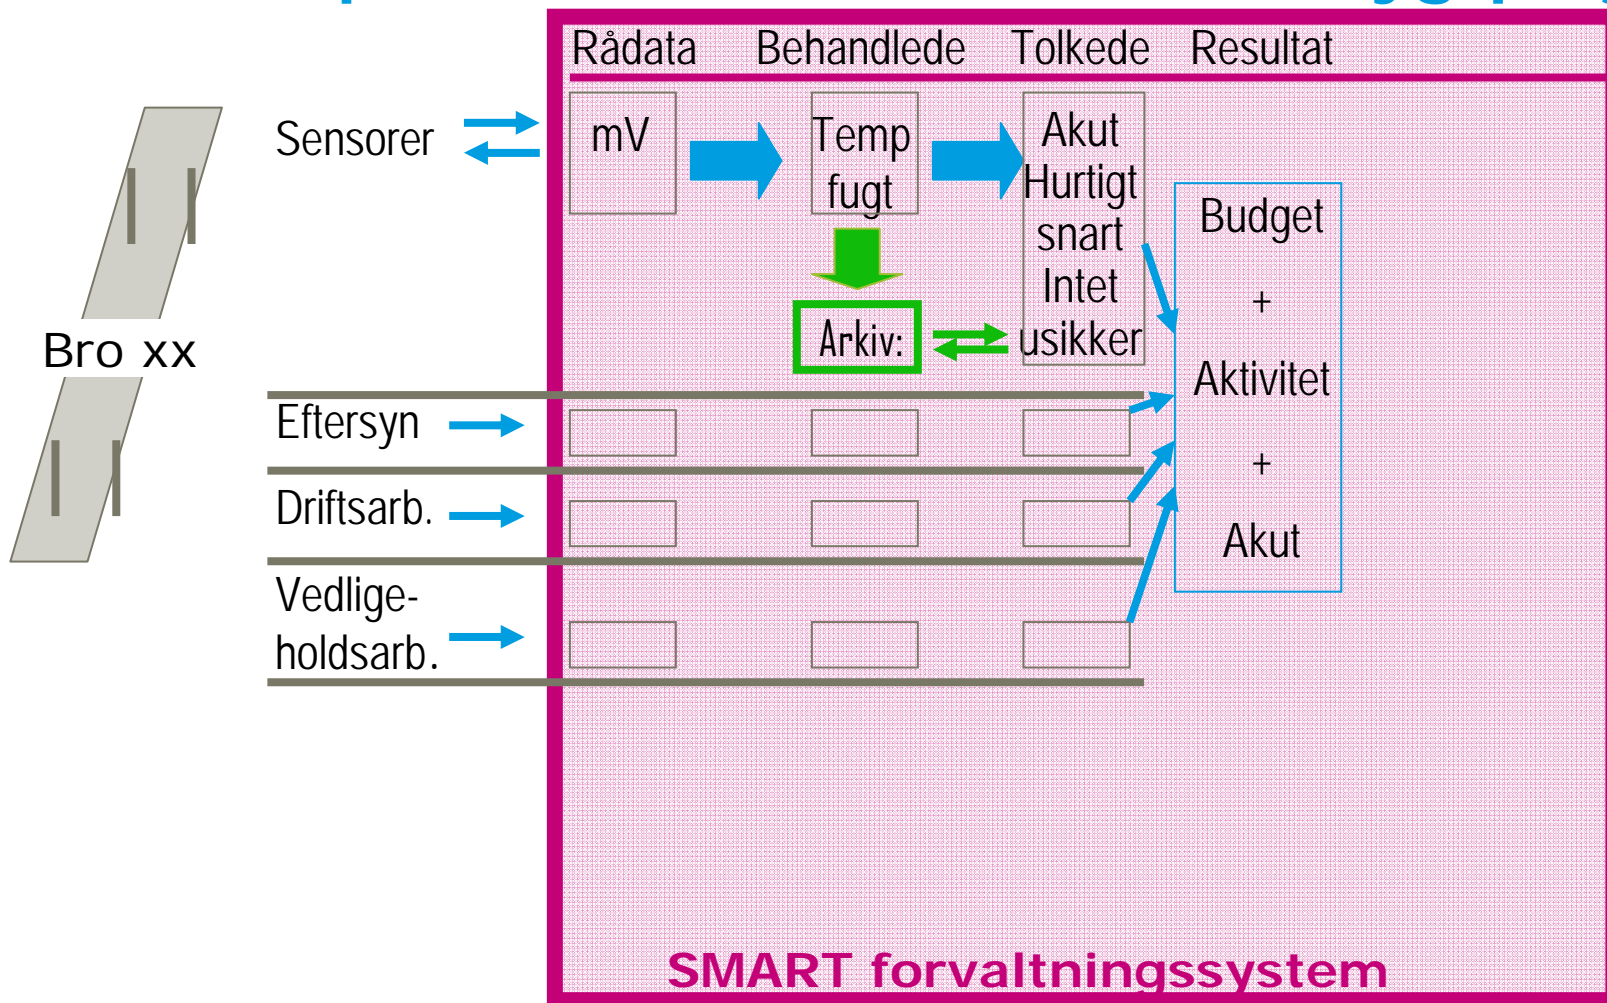 Rådata Behandlede Tolkede Resultat
Sensorer
mV
Temp
fugt
Akut
Hurtigt
snart
Intet
usikker
Arkiv:
Budget
+
Aktivitet
+
Akut
Bro xx
Eftersyn
Driftsarb.
Vedlige-
holdsarb.
SMART forvaltningssystem